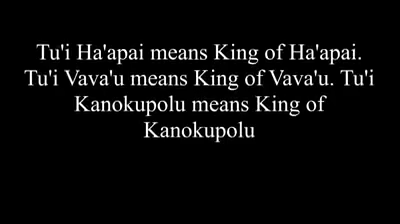 Tu'i Ha'apai means King of Ha'apai.
Tu'i Vava'u means King of Vava'u. Tu'i
Kanokupolu means King of
Kanokupolu